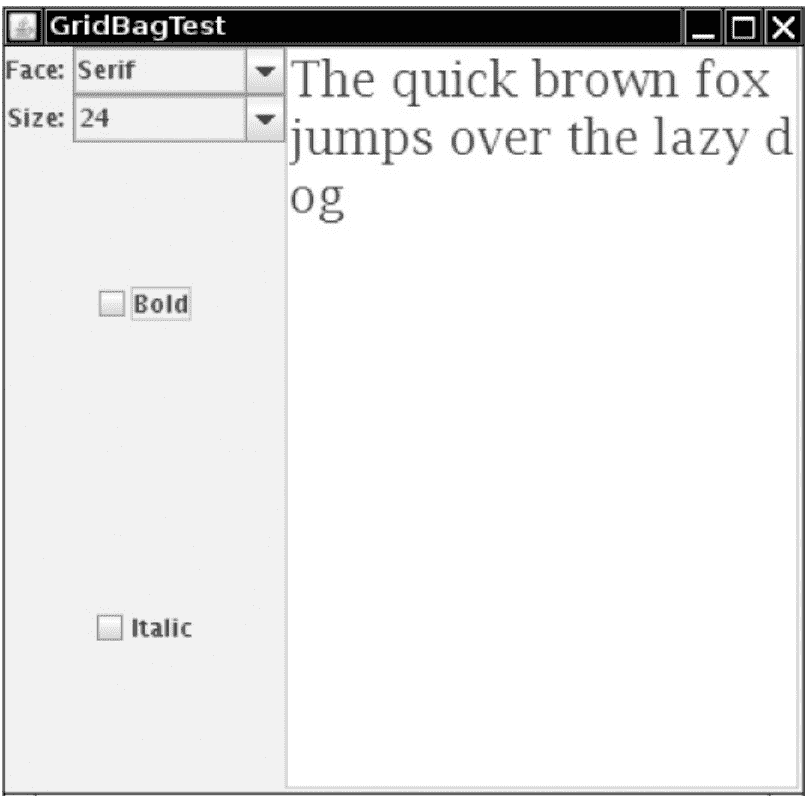 GridBagTest
Face: Serif
Size: 24
Bold
Italic
The quick brown fox
jumps over the lazy d
og